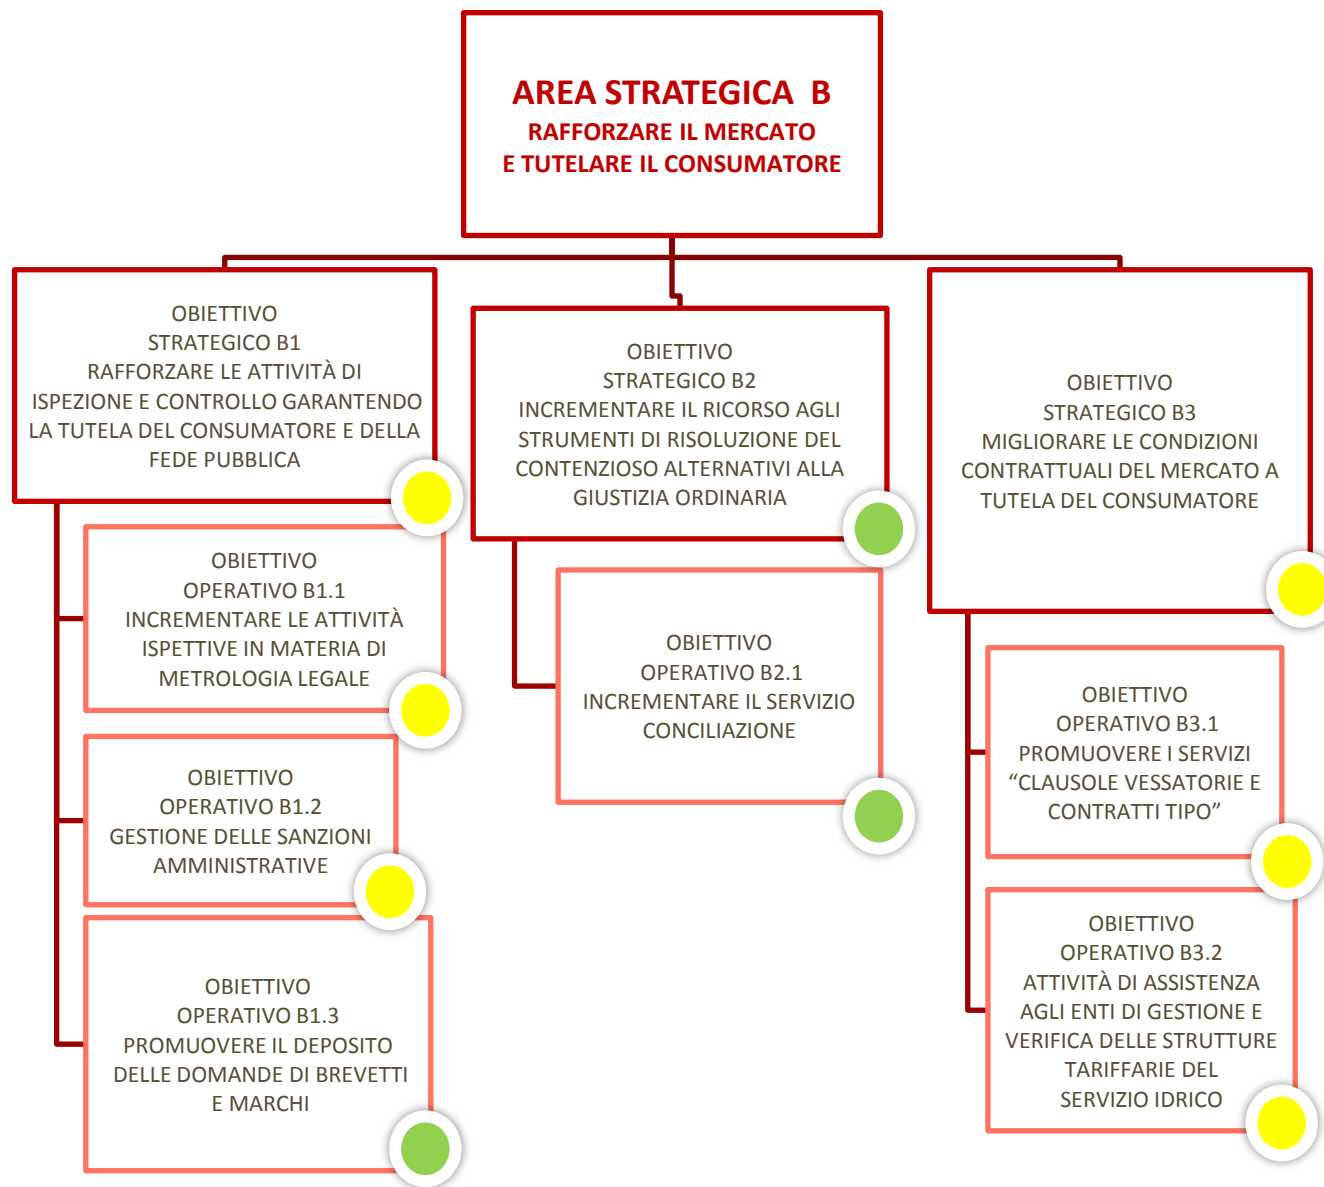 AREA STRATEGICA  B
RAFFORZARE IL MERCATO
E TUTELARE IL CONSUMATORE
OBIETTIVO
STRATEGICO B1
RAFFORZARE LE ATTIVITÀ DI
ISPEZIONE E CONTROLLO GARANTENDO
LA TUTELA DEL CONSUMATORE E DELLA
FEDE PUBBLICA
OBIETTIVO
OPERATIVO B1.1
INCREMENTARE LE ATTIVITÀ
ISPETTIVE IN MATERIA DI
METROLOGIA LEGALE
OBIETTIVO
OPERATIVO B1.2
GESTIONE DELLE SANZIONI
AMMINISTRATIVE
OBIETTIVO
OPERATIVO B1.3
PROMUOVERE IL DEPOSITO
DELLE DOMANDE DI BREVETTI
E MARCHI
OBIETTIVO
STRATEGICO B2
INCREMENTARE IL RICORSO AGLI
STRUMENTI DI RISOLUZIONE DEL
CONTENZIOSO ALTERNATIVI ALLA
GIUSTIZIA ORDINARIA
OBIETTIVO
OPERATIVO B2.1
INCREMENTARE IL SERVIZIO
CONCILIAZIONE
OBIETTIVO
STRATEGICO B3
MIGLIORARE LE CONDIZIONI
CONTRATTUALI DEL MERCATO A
TUTELA DEL CONSUMATORE
OBIETTIVO
OPERATIVO B3.1
PROMUOVERE I SERVIZI
“CLAUSOLE VESSATORIE E
CONTRATTI TIPO”
OBIETTIVO
OPERATIVO B3.2
ATTIVITÀ DI ASSISTENZA
AGLI ENTI DI GESTIONE E
VERIFICA DELLE STRUTTURE
TARIFFARIE DEL
SERVIZIO IDRICO